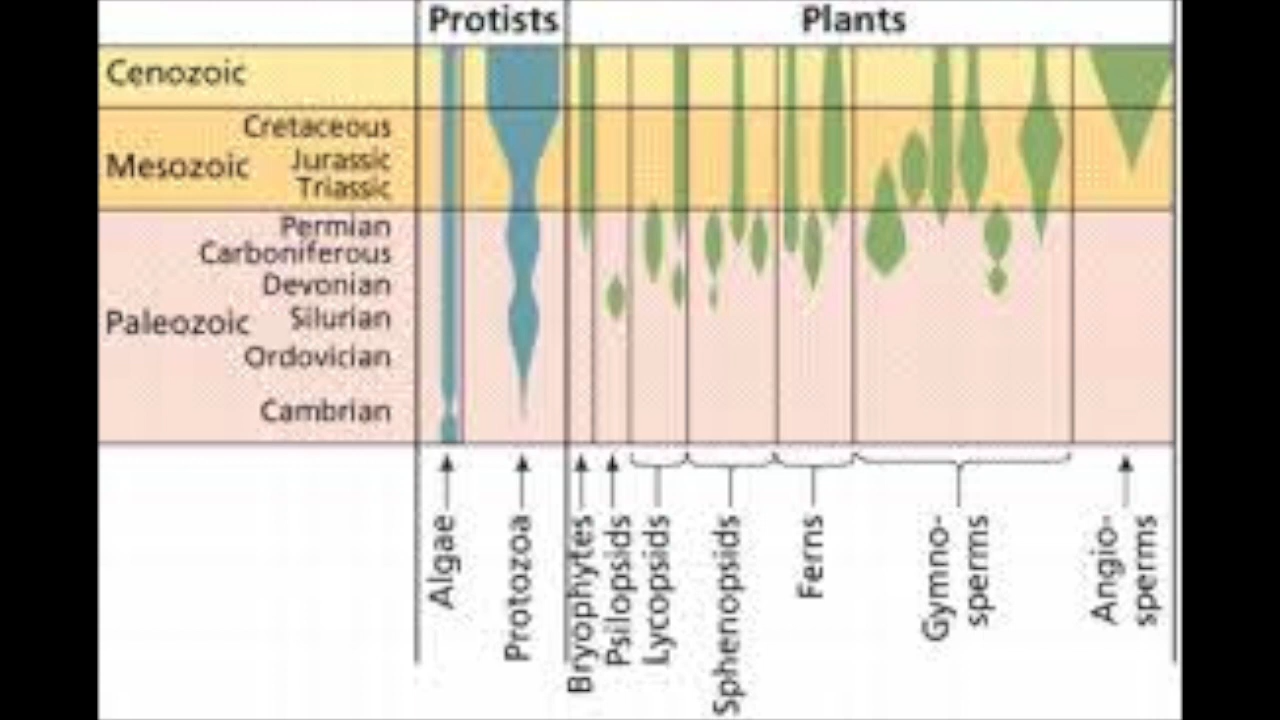 Protists Plants
Cenozoic
Cretaceous
Mesozoic Jurassic
Triassic
Permian
Carboniferous
Devonian
Paleozoic Silurian
Ordovician
Cambrian
Algae
Protozoa
Bryophytes
Psilopsids
Lycopsids
Sphenopsids
Ferns
Gymno-
sperms
Angio-
sperms